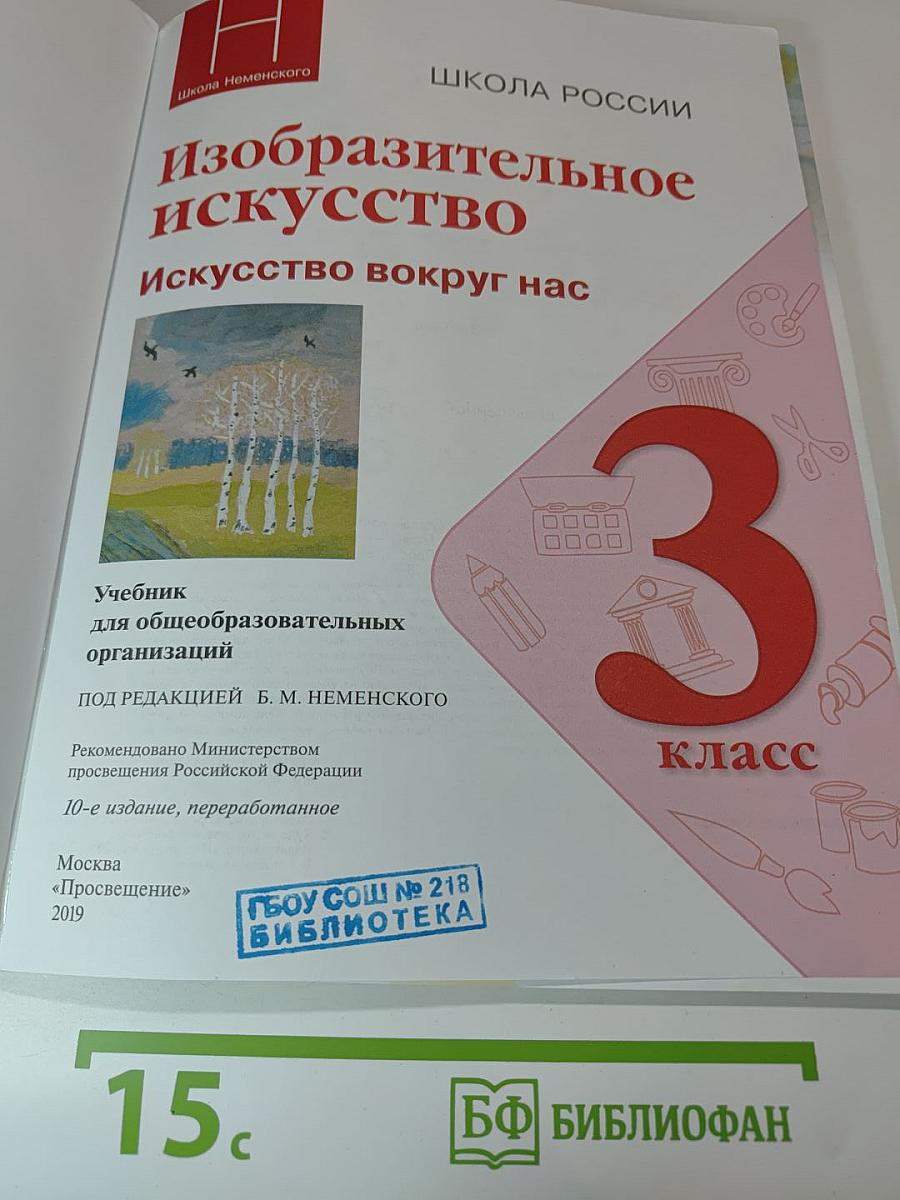 Н
Школа Неменского
ШКОЛА РОССИИ
Изобразительное
искусство
Искусство вокруг нас
3
класс
Учебник
для общеобразовательных
организаций
ПОД РЕДАКЦИЕЙ Б. М. НЕМЕНСКОГО
Рекомендовано Министерством
просвещения Российской Федерации
10-е издание, переработанное
Москва
«Просвещение»
2019
ГБОУ СОШ № 218
БИБЛИОТЕКА
15 с
БФ БИБЛИОФАН